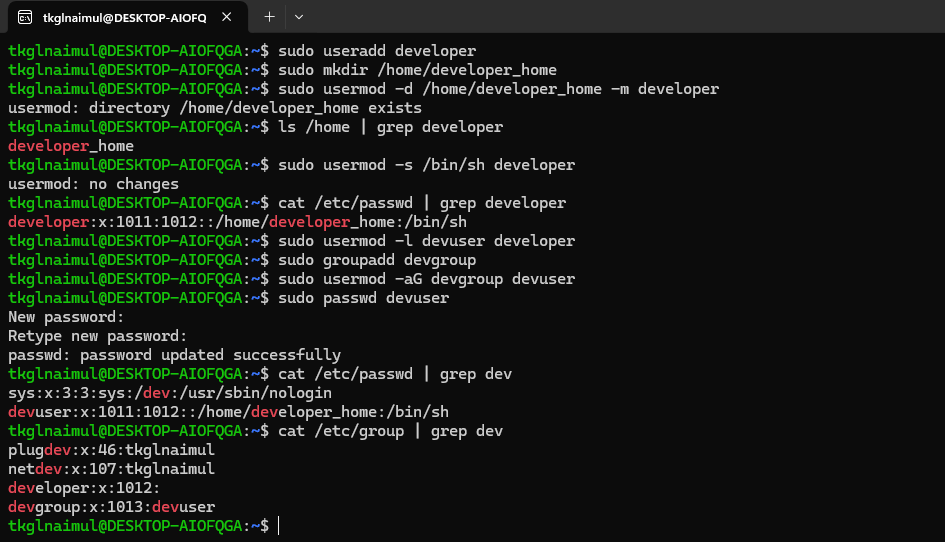 tkglnaimul@DESKTOP-AIOFQ
tkglnaimul@DESKTOP-AIOFQGA:~$ sudo useradd developer
tkglnaimul@DESKTOP-AIOFQGA:~$ sudo mkdir /home/developer_home
tkglnaimul@DESKTOP-AIOFQGA:~$ sudo usermod -d /home/developer_home -m developer
usermod: directory /home/developer_home exists
tkglnaimul@DESKTOP-AIOFQGA:~$ ls /home | grep developer
developer_home
tkglnaimul@DESKTOP-AIOFQGA:~$ sudo usermod -s /bin/sh developer
usermod: no changes
tkglnaimul@DESKTOP-AIOFQGA:~$ cat /etc/passwd | grep developer
developer:x:1011:1012::/home/developer_home:/bin/sh
tkglnaimul@DESKTOP-AIOFQGA:~$ sudo usermod -l devuser developer
tkglnaimul@DESKTOP-AIOFQGA:~$ sudo groupadd devgroup
tkglnaimul@DESKTOP-AIOFQGA:~$ sudo usermod -aG devgroup devuser
tkglnaimul@DESKTOP-AIOFQGA:~$ sudo passwd devuser
New password:
Retype new password:
passwd: password updated successfully
tkglnaimul@DESKTOP-AIOFQGA:~$ cat /etc/passwd | grep dev
sys:x:3:3:sys:/dev:/usr/sbin/nologin
devuser:x:1011:1012::/home/developer_home:/bin/sh
tkglnaimul@DESKTOP-AIOFQGA:~$ cat /etc/group | grep dev
plugdev:x:46:tkglnaimul
netdev:x:107:tkglnaimul
developer:x:1012:
devgroup:x:1013:devuser
tkglnaimul@DESKTOP-AIOFQGA:~$